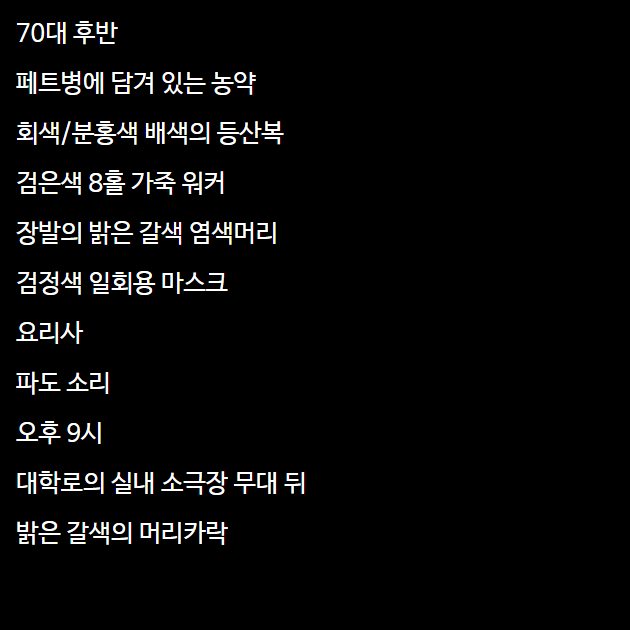 70대 후반
페트병에 담겨 있는 농약
회색/분홍색 배색의 등산복
검은색 8홀 가죽 워커
장발의 밝은 갈색 염색머리
검정색 일회용 마스크
요리사
파도 소리
오후 9시
대학로의 실내 소극장 무대 뒤
밝은 갈색의 머리카락